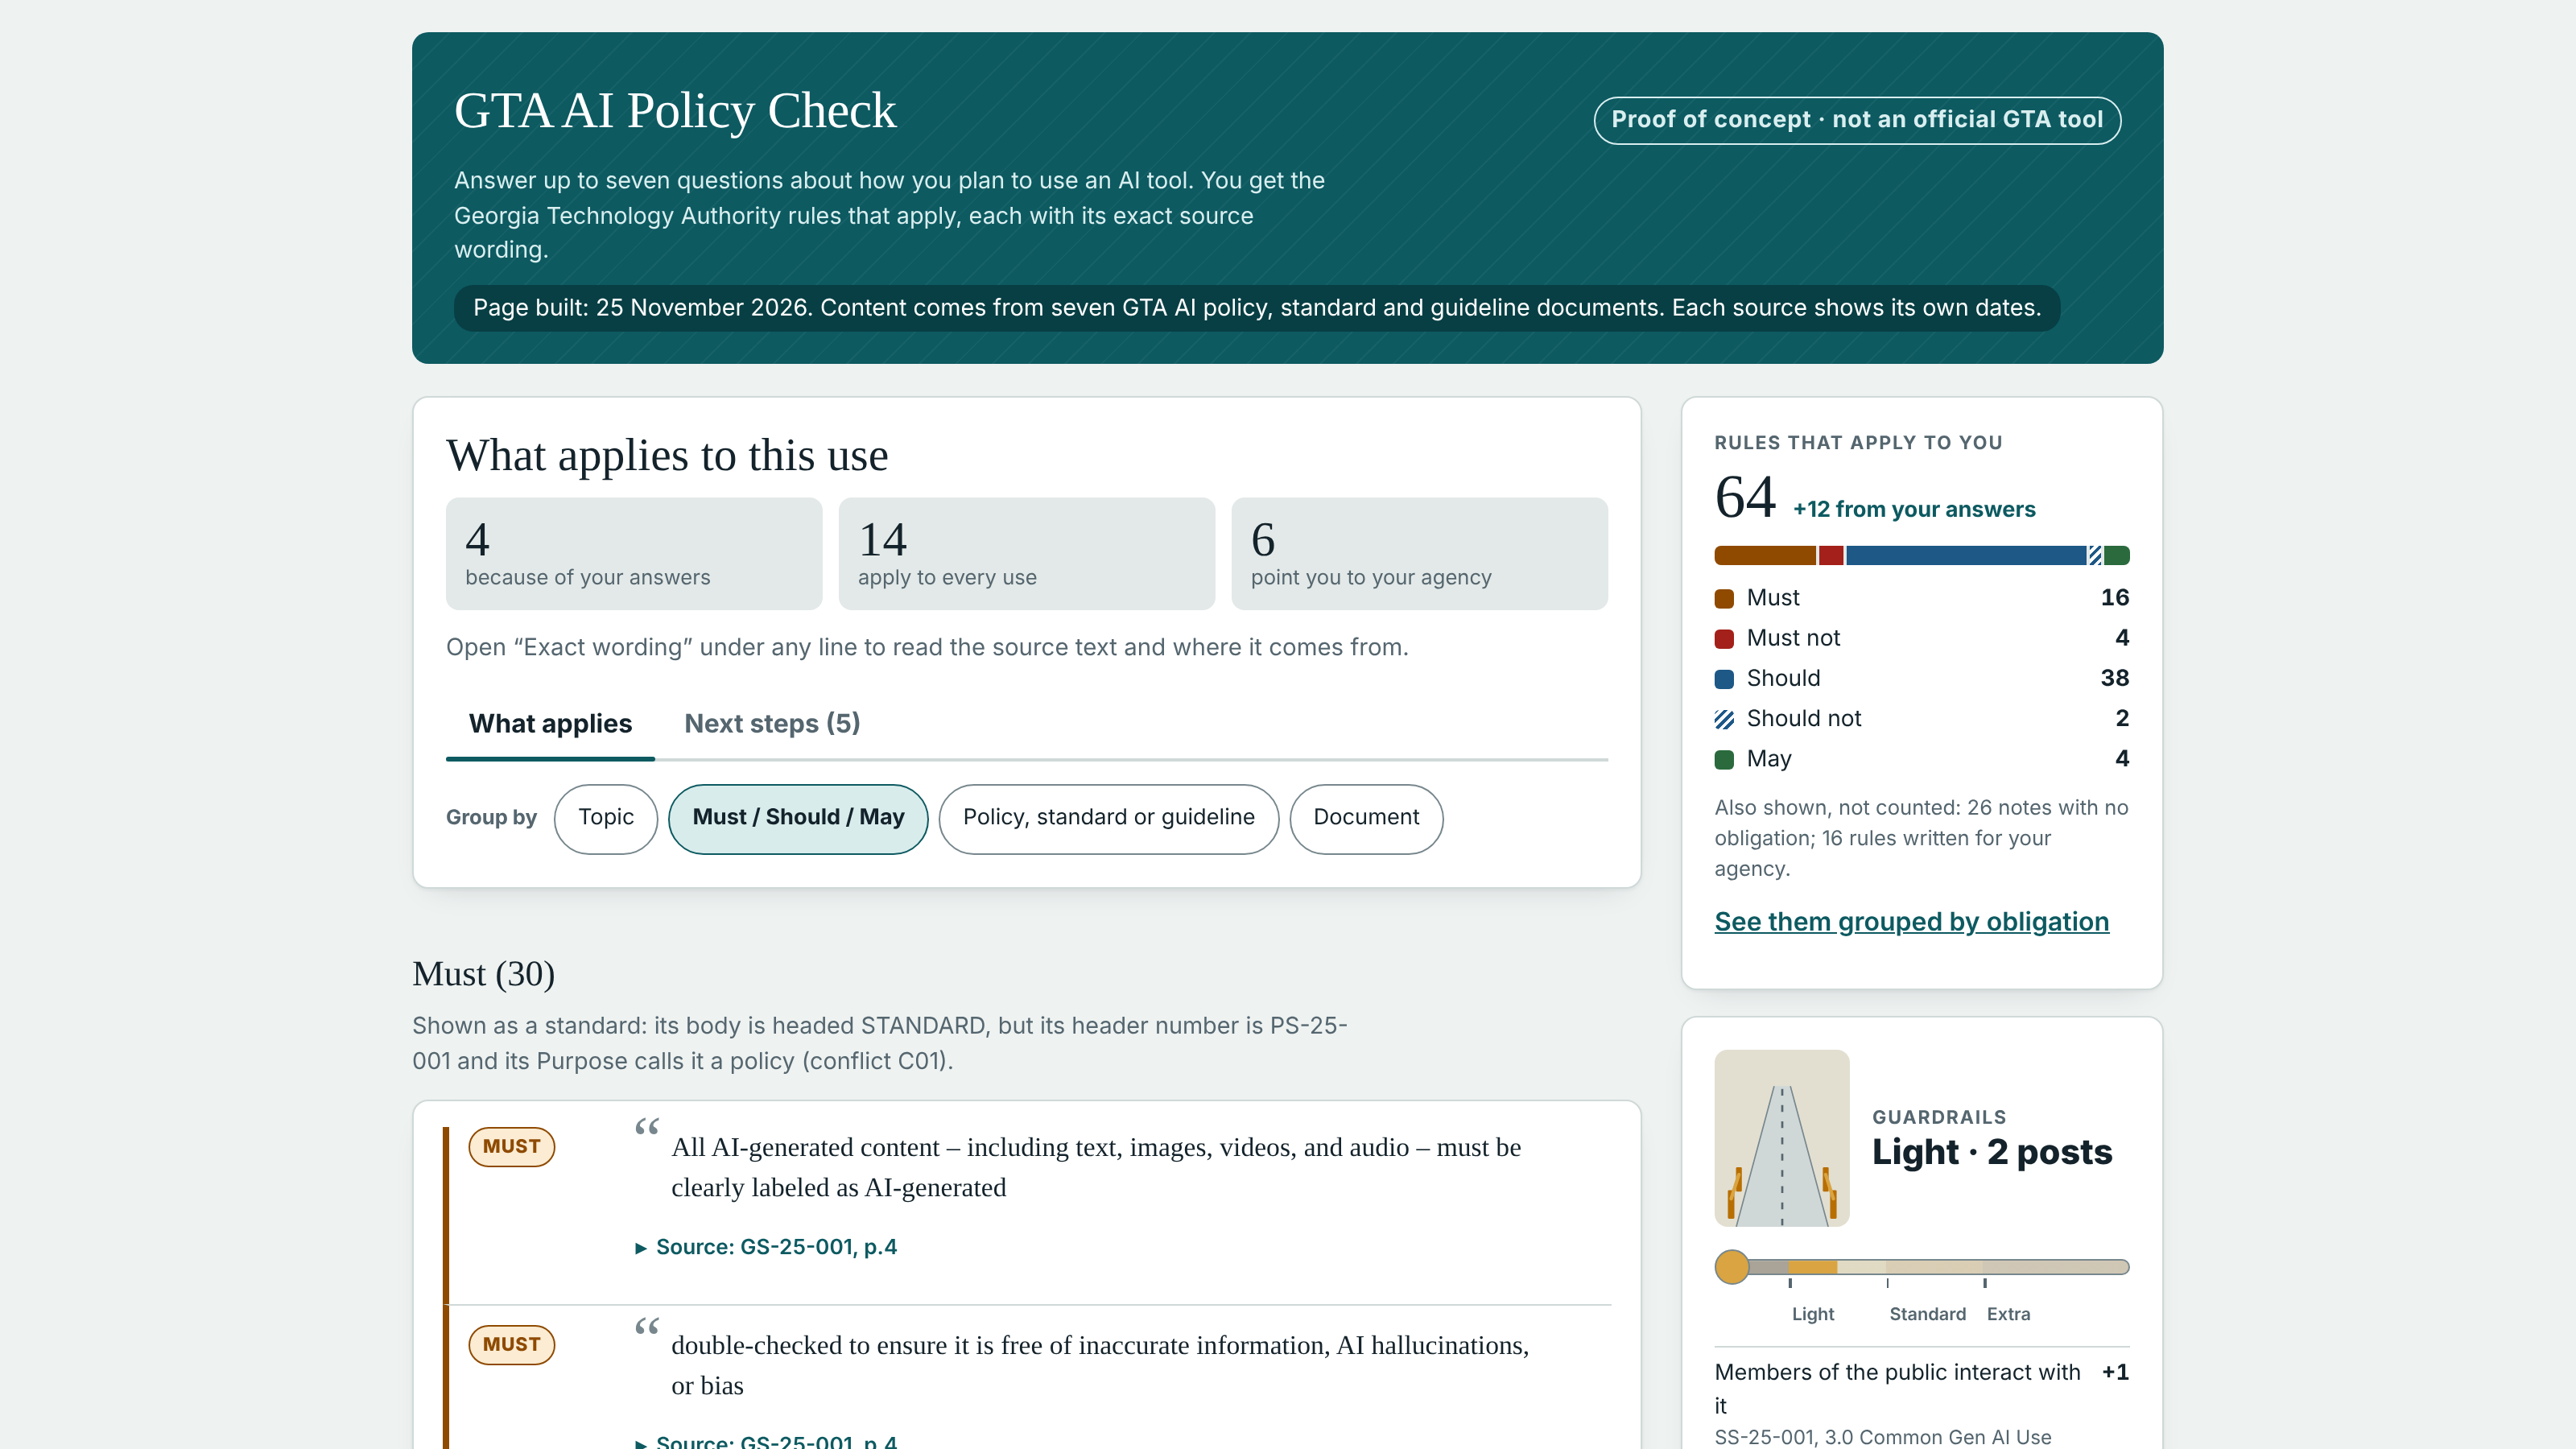 GTA AI Policy Check
Proof of concept · not an official GTA tool
Answer up to seven questions about how you plan to use an AI tool. You get the
Georgia Technology Authority rules that apply, each with its exact source
wording.
Page built: 25 November 2026. Content comes from seven GTA AI policy, standard and guideline documents. Each source shows its own dates.
What applies to this use
4
because of your answers
14
apply to every use
6
point you to your agency
Open “Exact wording” under any line to read the source text and where it comes from.
What applies
Next steps (5)
Group by
Topic
Must / Should / May
Policy, standard or guideline
Document
Must (30)
Shown as a standard: its body is headed STANDARD, but its header number is PS-25-
001 and its Purpose calls it a policy (conflict C01).
MUST
“ All AI-generated content – including text, images, videos, and audio – must be
clearly labeled as AI-generated
▸ Source: GS-25-001, p.4
MUST
“ double-checked to ensure it is free of inaccurate information, AI hallucinations,
or bias
▸ Source: GS-25-001, p.4
RULES THAT APPLY TO YOU
64 +12 from your answers
Must 16
Must not 4
Should 38
Should not 2
May 4
Also shown, not counted: 26 notes with no
obligation; 16 rules written for your
agency.
See them grouped by obligation
GUARDRAILS
Light · 2 posts
Light Standard Extra
Members of the public interact with +1
it
SS-25-001, 3.0 Common Gen AI Use